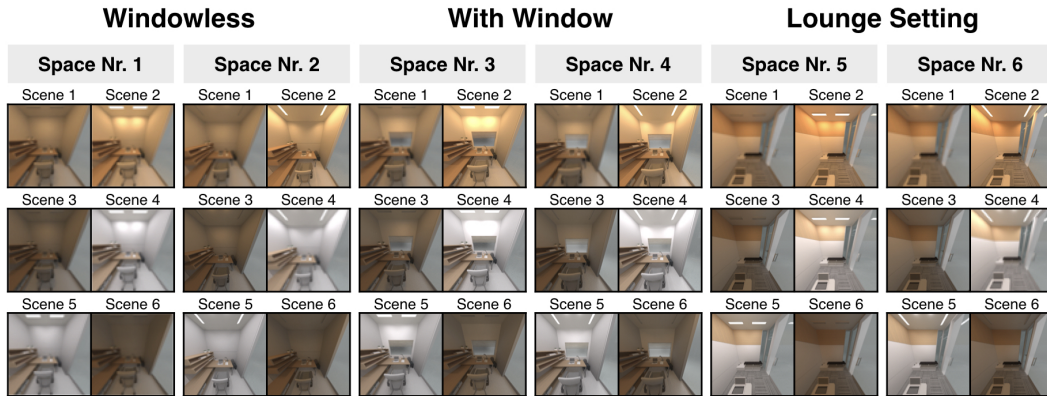 Windowless With Window Lounge Setting
Space Nr. 1 Space Nr. 2 Space Nr. 3 Space Nr. 4 Space Nr. 5 Space Nr. 6
Scene 1 Scene 2 Scene 1 Scene 2 Scene 1 Scene 2 Scene 1 Scene 2 Scene 1 Scene 2 Scene 1 Scene 2
Scene 3 Scene 4 Scene 3 Scene 4 Scene 3 Scene 4 Scene 3 Scene 4 Scene 3 Scene 4 Scene 3 Scene 4
Scene 5 Scene 6 Scene 5 Scene 6 Scene 5 Scene 6 Scene 5 Scene 6 Scene 5 Scene 6 Scene 5 Scene 6